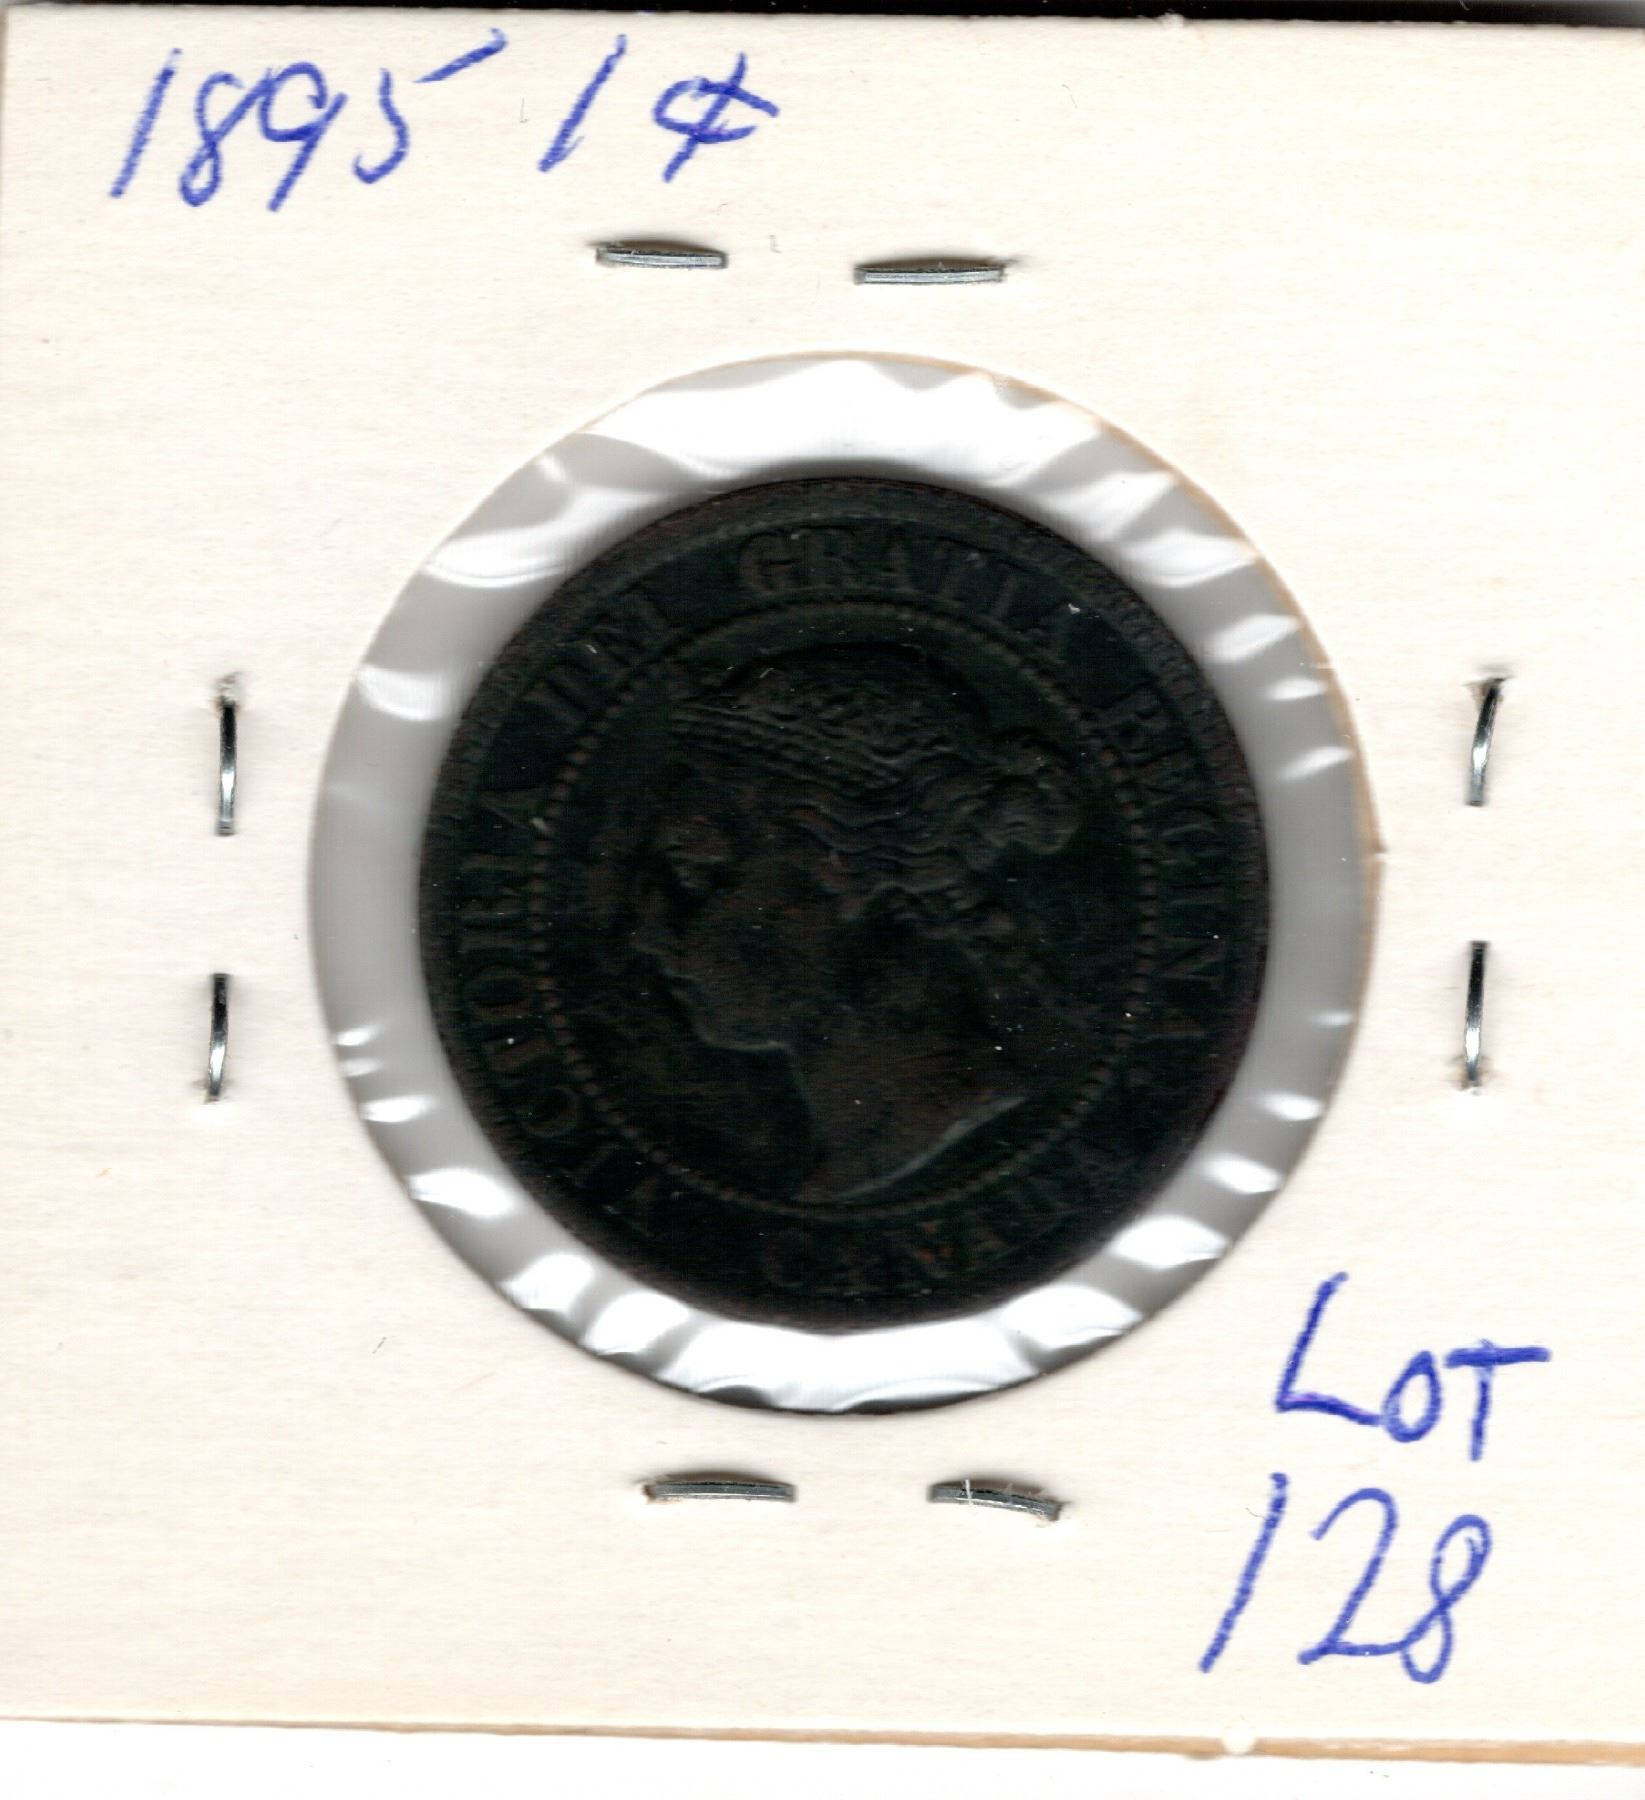 1895 1¢
VICTORIA DEI GRATIA REGINA.
CANADA
LOT
128